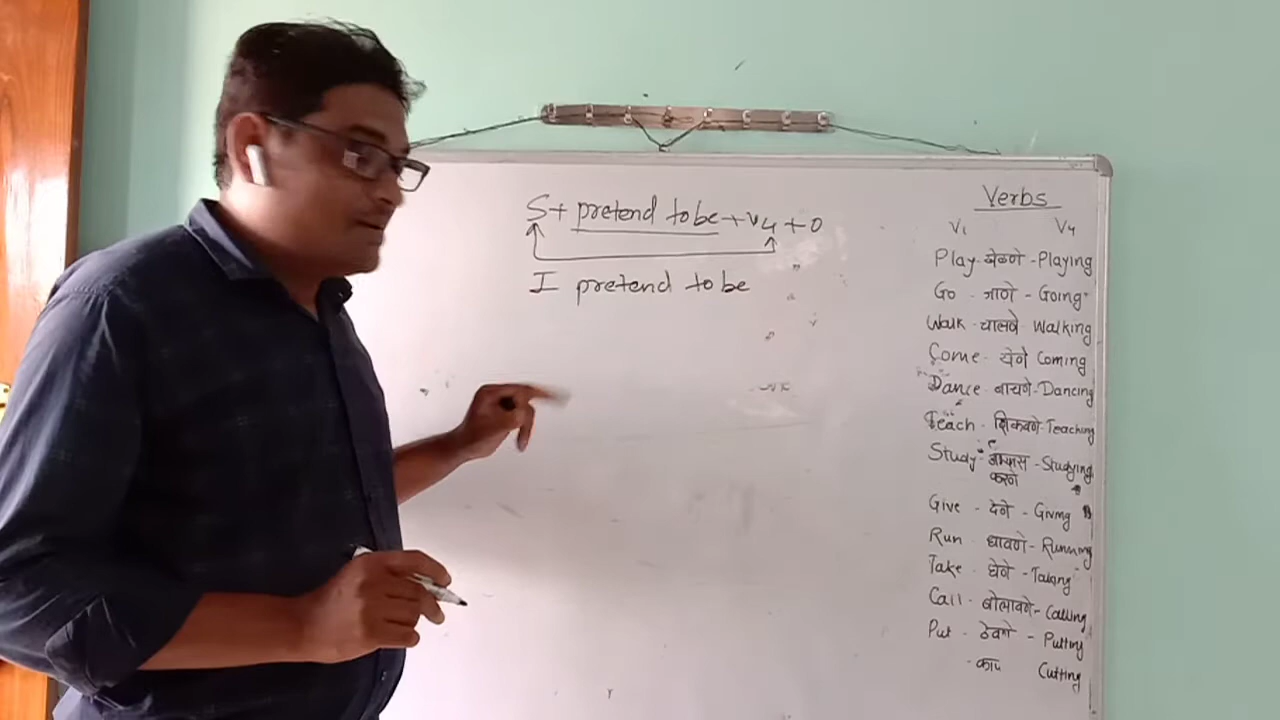 S+ pretend to be +V4 + O
I pretend to be
Verbs
V1 V4
Play - खेळणे - Playing
Go - जाणे - Going
Walk - चालणे Walking
Come - येणे Coming
Dance - नाचणे - Dancing
Teach - शिकवणे - Teaching
Study - अभ्यास - Studying
करणे
Give - देणे - Giving
Run - धावणे - Running
Take - घेणे - Taking
Call - बोलावणे - Calling
Put - ठेवणे - Putting
- काप Cutting